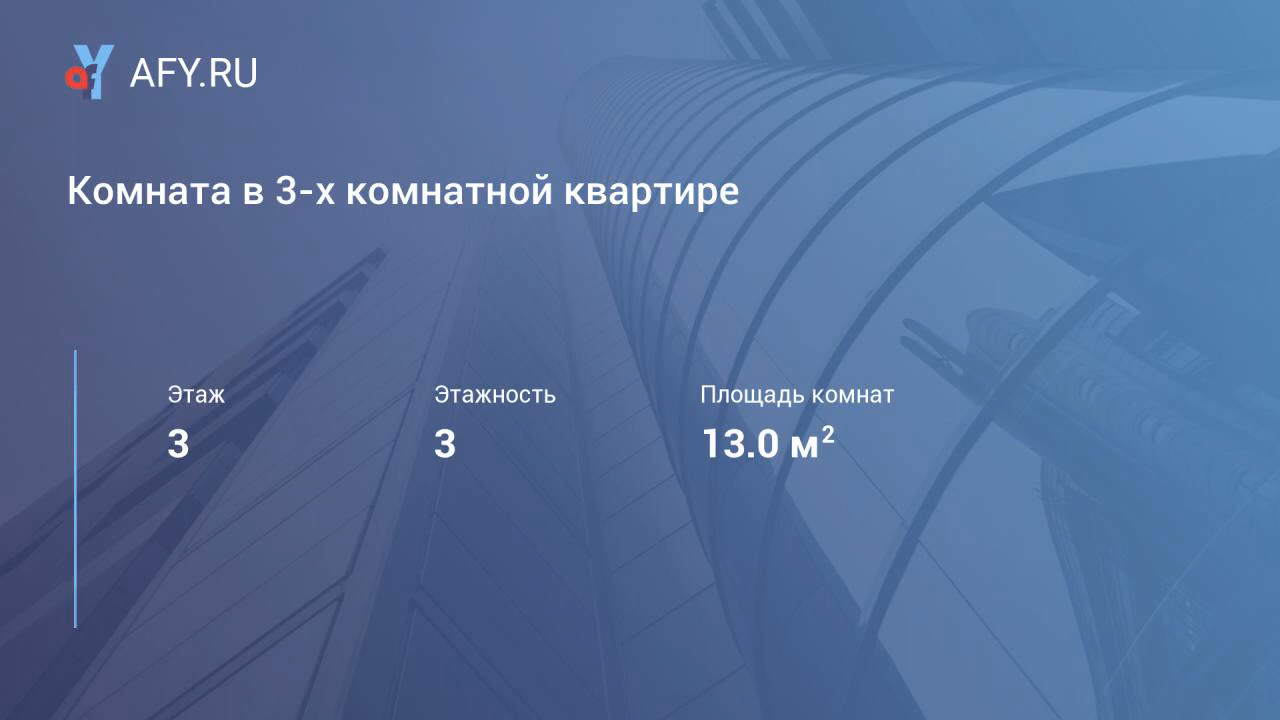 AFY.RU
Комната в 3-х комнатной квартире
Этаж
3
Этажность
3
Площадь комнат
13.0 м²